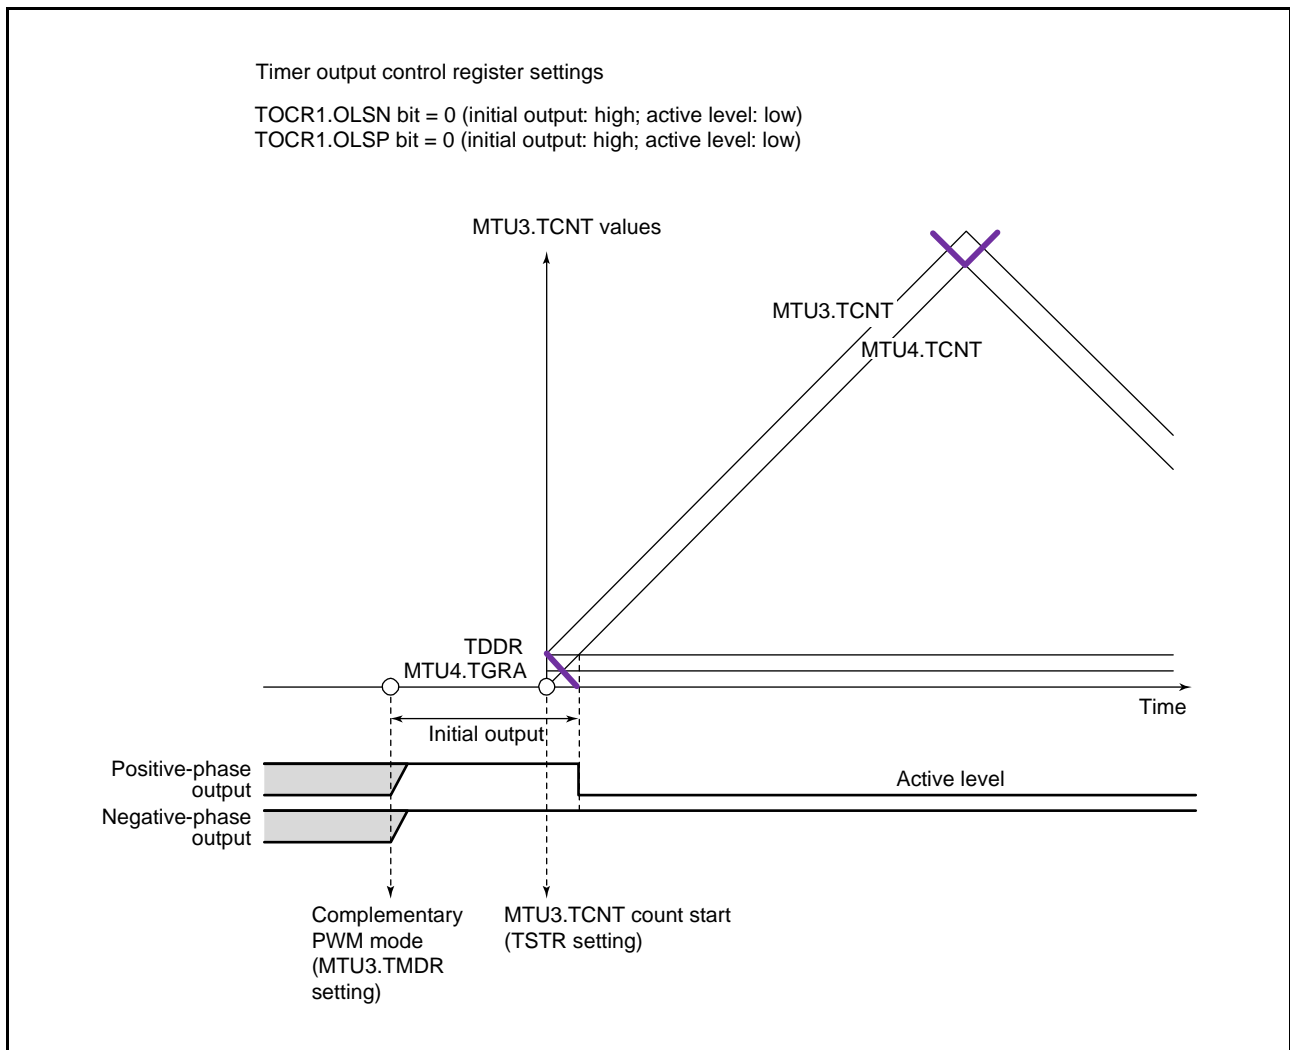 Timer output control register settings
TOCR1.OLSN bit = 0 (initial output: high; active level: low)
TOCR1.OLSP bit = 0 (initial output: high; active level: low)
MTU3.TCNT values
MTU3.TCNT
MTU4.TCNT
TDDR
MTU4.TGRA
Time
Initial output
Positive-phase
output
Active level
Negative-phase
output
Complementary
PWM mode
(MTU3.TMDR
setting)
MTU3.TCNT count start
(TSTR setting)